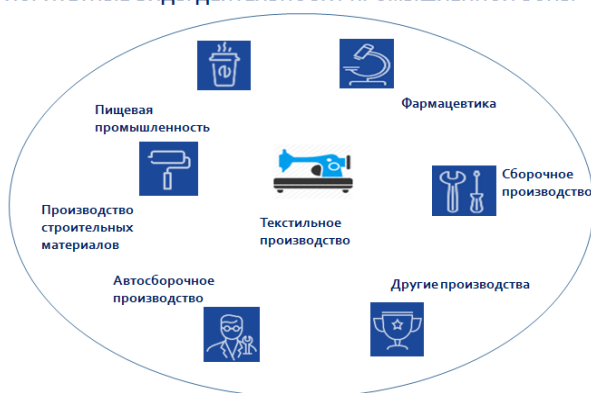 Пищевая
промышленность
Фармацевтика
Сборочное
производство
Производство
строительных
материалов
Текстильное
производство
Автосборочное
производство
Другие производства